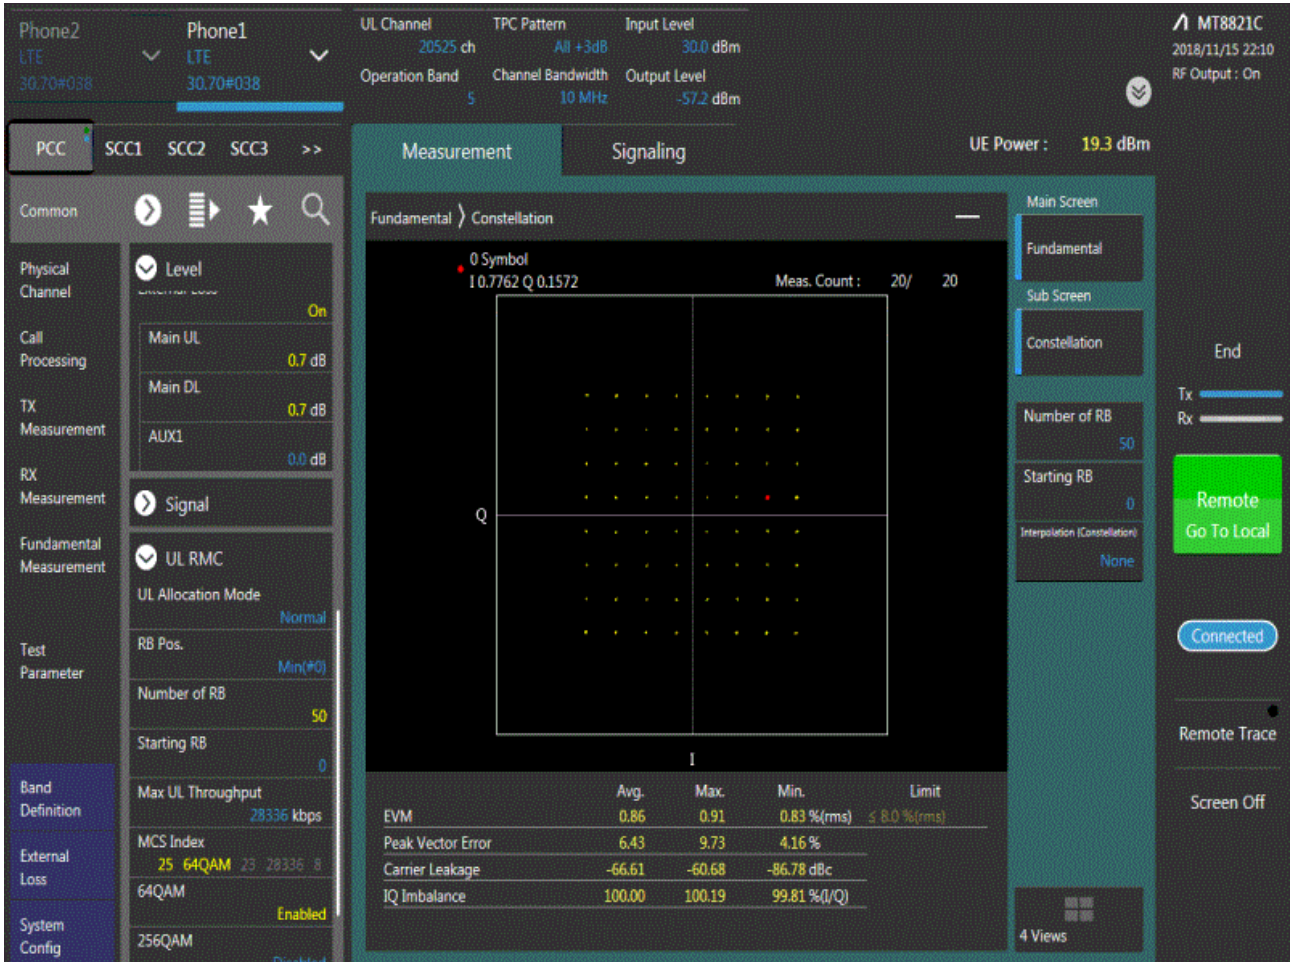 Phone2
LTE
30.70#038
Phone1
LTE
30.70#038
UL Channel
20525 ch
TPC Pattern
All +3dB
Input Level
30.0 dBm
Operation Band
5
Channel Bandwidth
10 MHz
Output Level
-57.2 dBm
MT8821C
2018/11/15 22:10
RF Output : On
PCC SCC1 SCC2 SCC3 >>
Measurement
Signaling
UE Power : 19.3 dBm
Common
Physical
Channel
Call
Processing
TX
Measurement
RX
Measurement
Fundamental
Measurement
Test
Parameter
Band
Definition
External
Loss
System
Config
Level
External Loss
On
Main UL
0.7 dB
Main DL
0.7 dB
AUX1
0.0 dB
Signal
UL RMC
UL Allocation Mode
Normal
RB Pos.
Min(#0)
Number of RB
50
Starting RB
0
Max UL Throughput
28336 kbps
MCS Index
25 64QAM 23 28336 8
64QAM
Enabled
256QAM
Disabled
Fundamental 〉 Constellation
0 Symbol
I 0.7762 Q 0.1572
Meas. Count : 20/ 20
Q
I
Avg. Max. Min. Limit
EVM 0.86 0.91 0.83 %(rms) ≤ 8.0 %(rms)
Peak Vector Error 6.43 9.73 4.16 %
Carrier Leakage -66.61 -60.68 -86.78 dBc
IQ Imbalance 100.00 100.19 99.81 %(I/Q)
Main Screen
Fundamental
Sub Screen
Constellation
Number of RB
50
Starting RB
0
Interpolation (Constellation)
None
4 Views
End
Tx
Rx
Remote
Go To Local
Connected
Remote Trace
Screen Off